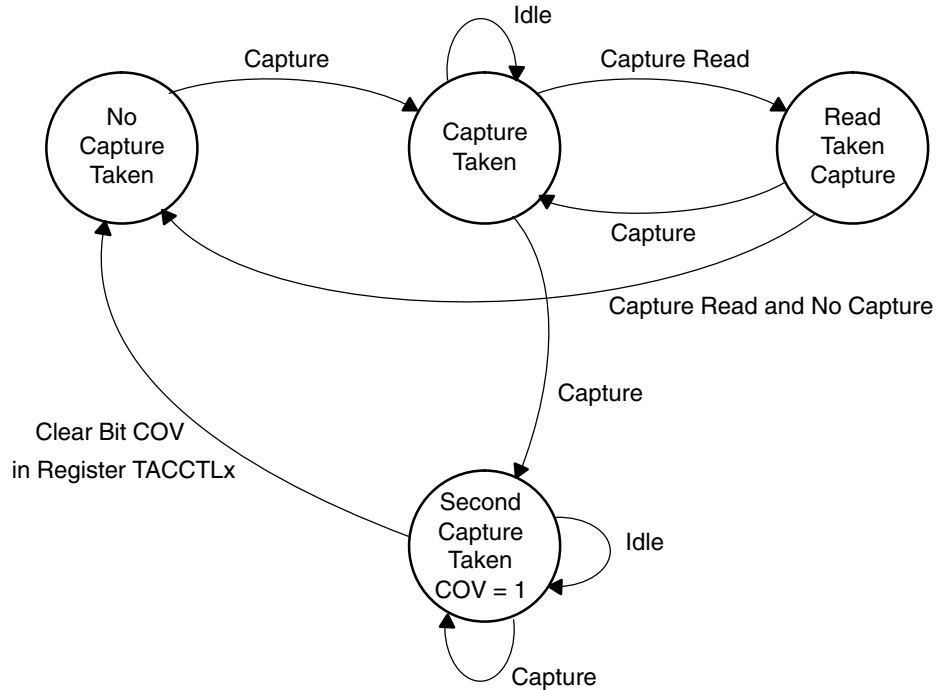 Idle
Capture
Capture Read
No
Capture
Taken
Capture
Taken
Read
Taken
Capture
Capture
Capture Read and No Capture
Capture
Clear Bit COV
in Register TACCTLx
Second
Capture
Taken
COV = 1
Idle
Capture